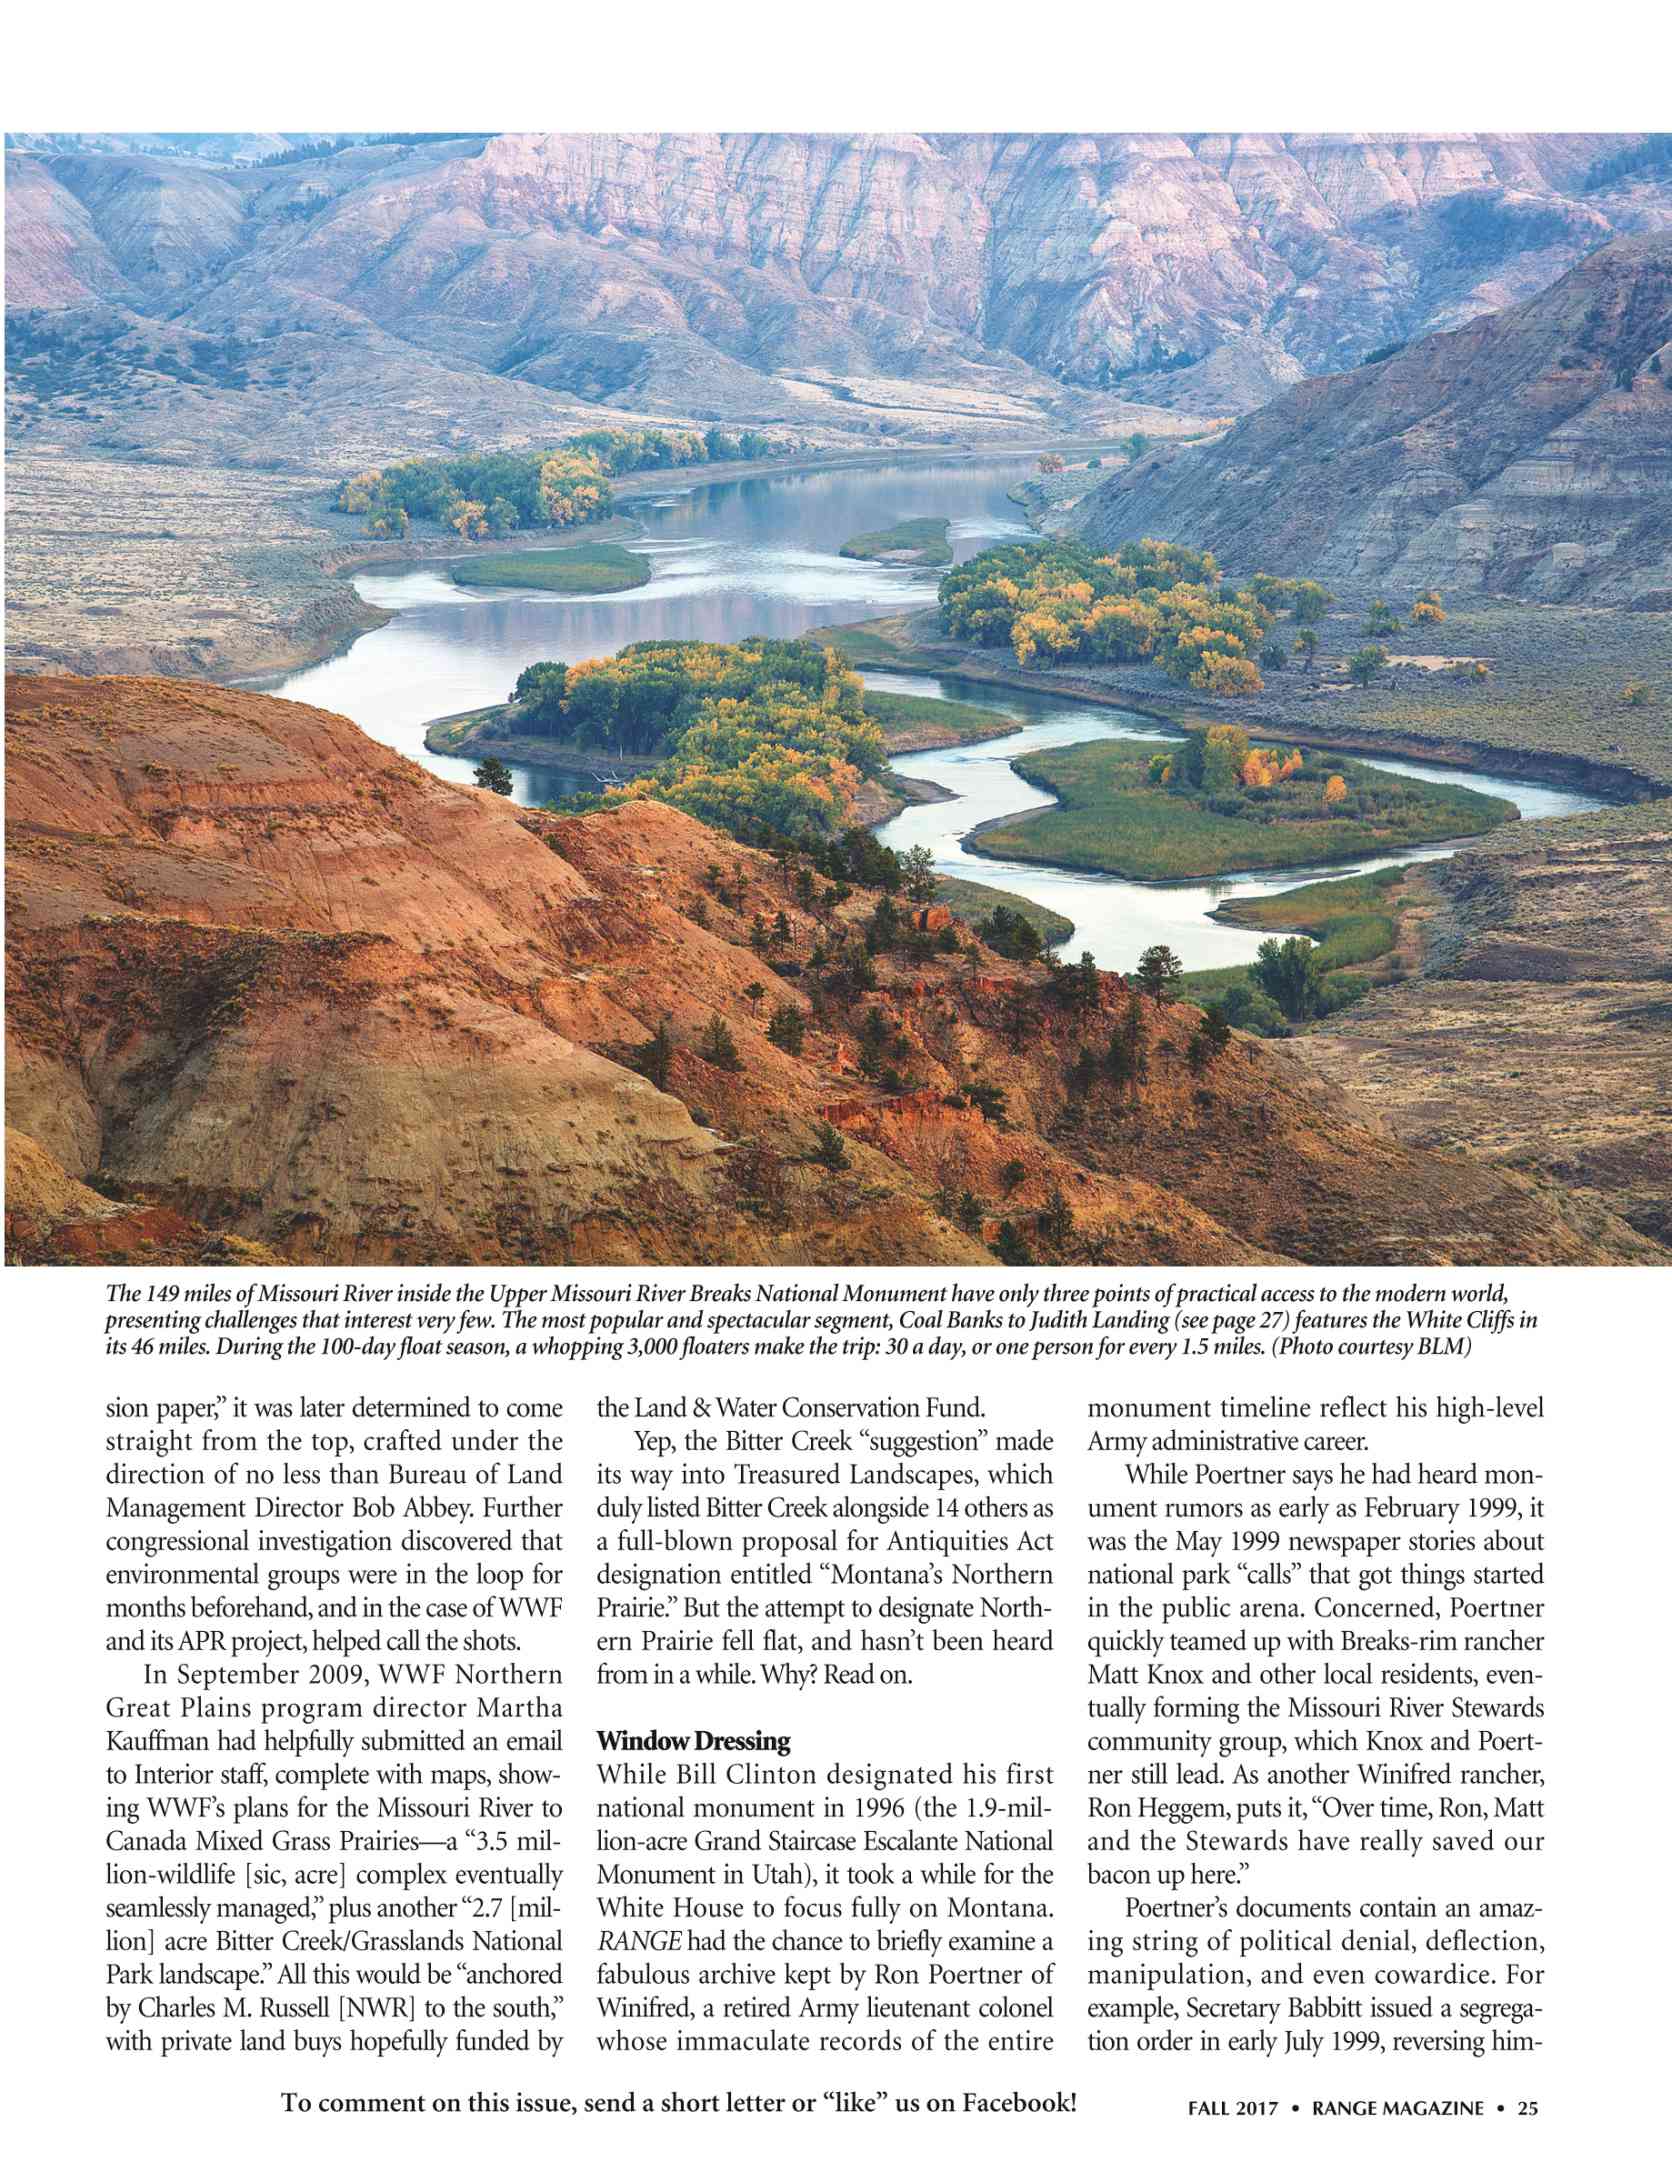 The 149 miles of Missouri River inside the Upper Missouri River Breaks National Monument have only three points of practical access to the modern world,
presenting challenges that interest very few. The most popular and spectacular segment, Coal Banks to Judith Landing (see page 27) features the White Cliffs in
its 46 miles. During the 100-day float season, a whopping 3,000 floaters make the trip: 30 a day, or one person for every 1.5 miles. (Photo courtesy BLM)
sion paper,” it was later determined to come
straight from the top, crafted under the
direction of no less than Bureau of Land
Management Director Bob Abbey. Further
congressional investigation discovered that
environmental groups were in the loop for
months beforehand, and in the case of WWF
and its APR project, helped call the shots.
In September 2009, WWF Northern
Great Plains program director Martha
Kauffman had helpfully submitted an email
to Interior staff, complete with maps, show-
ing WWF’s plans for the Missouri River to
Canada Mixed Grass Prairies—a “3.5 mil-
lion-wildlife [sic, acre] complex eventually
seamlessly managed,” plus another “2.7 [mil-
lion] acre Bitter Creek/Grasslands National
Park landscape.” All this would be “anchored
by Charles M. Russell [NWR] to the south,”
with private land buys hopefully funded by
the Land & Water Conservation Fund.
Yep, the Bitter Creek “suggestion” made
its way into Treasured Landscapes, which
duly listed Bitter Creek alongside 14 others as
a full-blown proposal for Antiquities Act
designation entitled “Montana’s Northern
Prairie.” But the attempt to designate North-
ern Prairie fell flat, and hasn’t been heard
from in a while. Why? Read on.
Window Dressing
While Bill Clinton designated his first
national monument in 1996 (the 1.9-mil-
lion-acre Grand Staircase Escalante National
Monument in Utah), it took a while for the
White House to focus fully on Montana.
RANGE had the chance to briefly examine a
fabulous archive kept by Ron Poertner of
Winifred, a retired Army lieutenant colonel
whose immaculate records of the entire
monument timeline reflect his high-level
Army administrative career.
While Poertner says he had heard mon-
ument rumors as early as February 1999, it
was the May 1999 newspaper stories about
national park “calls” that got things started
in the public arena. Concerned, Poertner
quickly teamed up with Breaks-rim rancher
Matt Knox and other local residents, even-
tually forming the Missouri River Stewards
community group, which Knox and Poert-
ner still lead. As another Winifred rancher,
Ron Heggem, puts it, “Over time, Ron, Matt
and the Stewards have really saved our
bacon up here.”
Poertner’s documents contain an amaz-
ing string of political denial, deflection,
manipulation, and even cowardice. For
example, Secretary Babbitt issued a segrega-
tion order in early July 1999, reversing him-
To comment on this issue, send a short letter or “like” us on Facebook!
FALL 2017 • RANGE MAGAZINE • 25